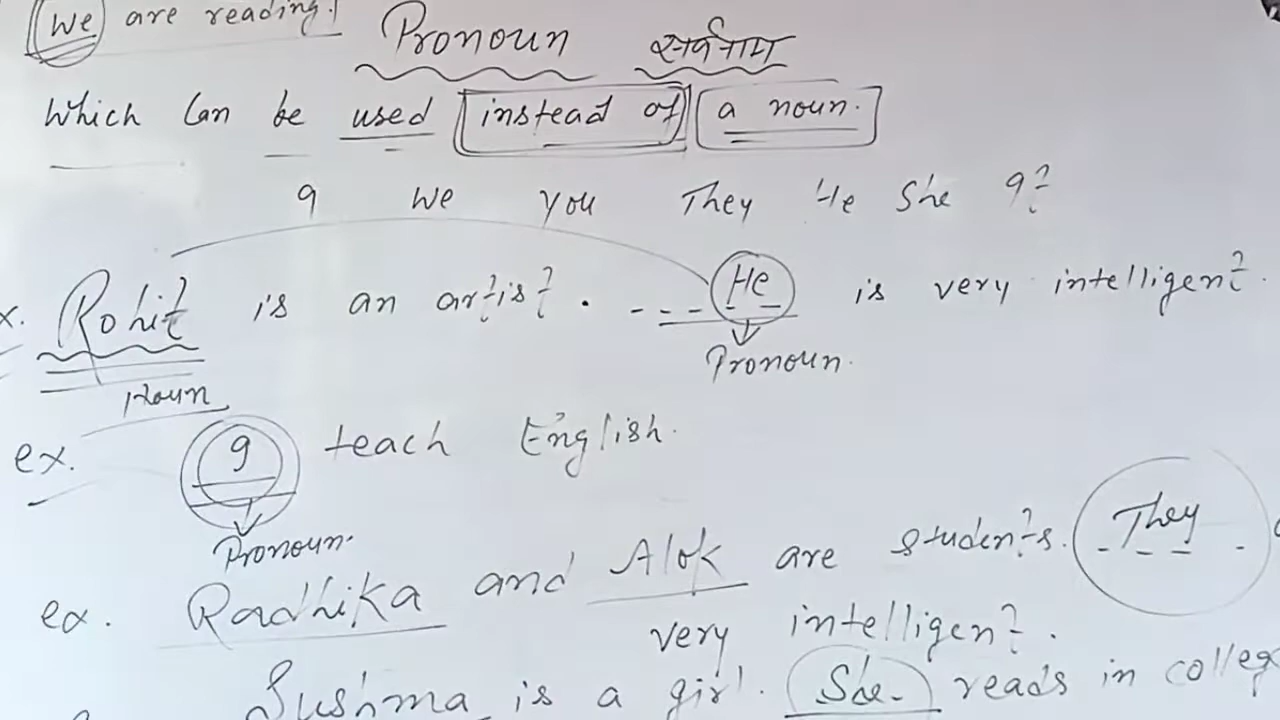 We are reading.
Pronoun सर्वनाम
Which can be used instead of a noun.
I we you They He She It
ex. Rohit is an artist. He is very intelligent.
Noun Pronoun.
ex. I teach English.
Pronoun.
ex. Radhika and Alok are students. They
very intelligent.
Sushma is a girl. She reads in colleg